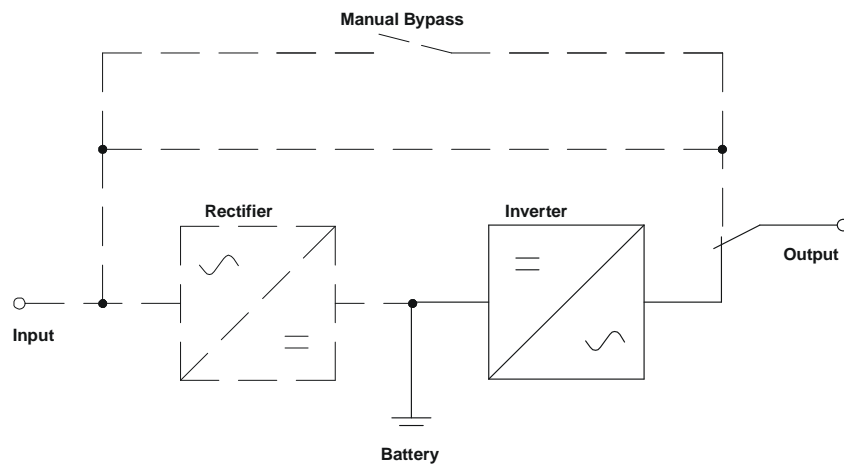 Manual Bypass
Rectifier
Inverter
Output
Input
Battery